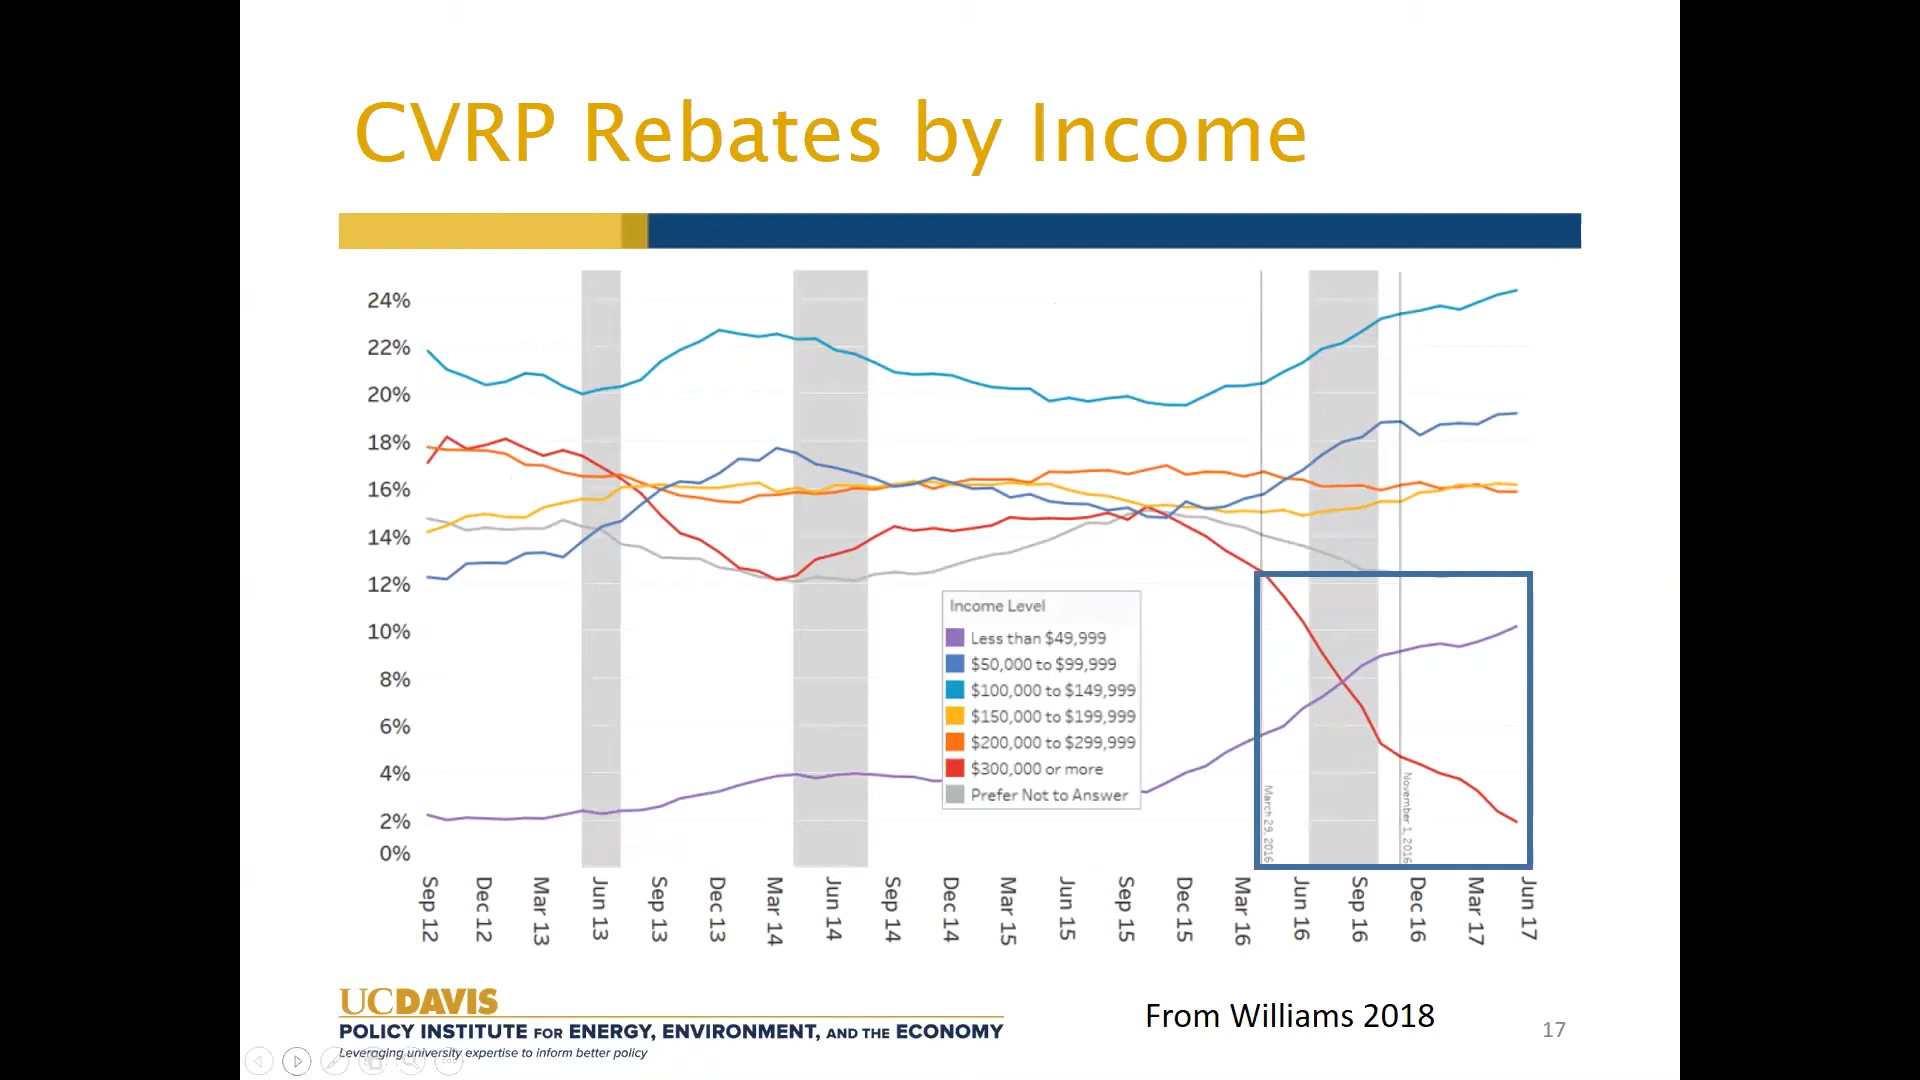 CVRP Rebates by Income
24%
22%
20%
18%
16%
14%
12%
10%
8%
6%
4%
2%
0%
Income Level
Less than $49,999
$50,000 to $99,999
$100,000 to $149,999
$150,000 to $199,999
$200,000 to $299,999
$300,000 or more
Prefer Not to Answer
March 29, 2016
November 1, 2016
Sep 12
Dec 12
Mar 13
Jun 13
Sep 13
Dec 13
Mar 14
Jun 14
Sep 14
Dec 14
Mar 15
Jun 15
Sep 15
Dec 15
Mar 16
Jun 16
Sep 16
Dec 16
Mar 17
Jun 17
UCDAVIS
POLICY INSTITUTE FOR ENERGY, ENVIRONMENT, AND THE ECONOMY
Leveraging university expertise to inform better policy
From Williams 2018
17